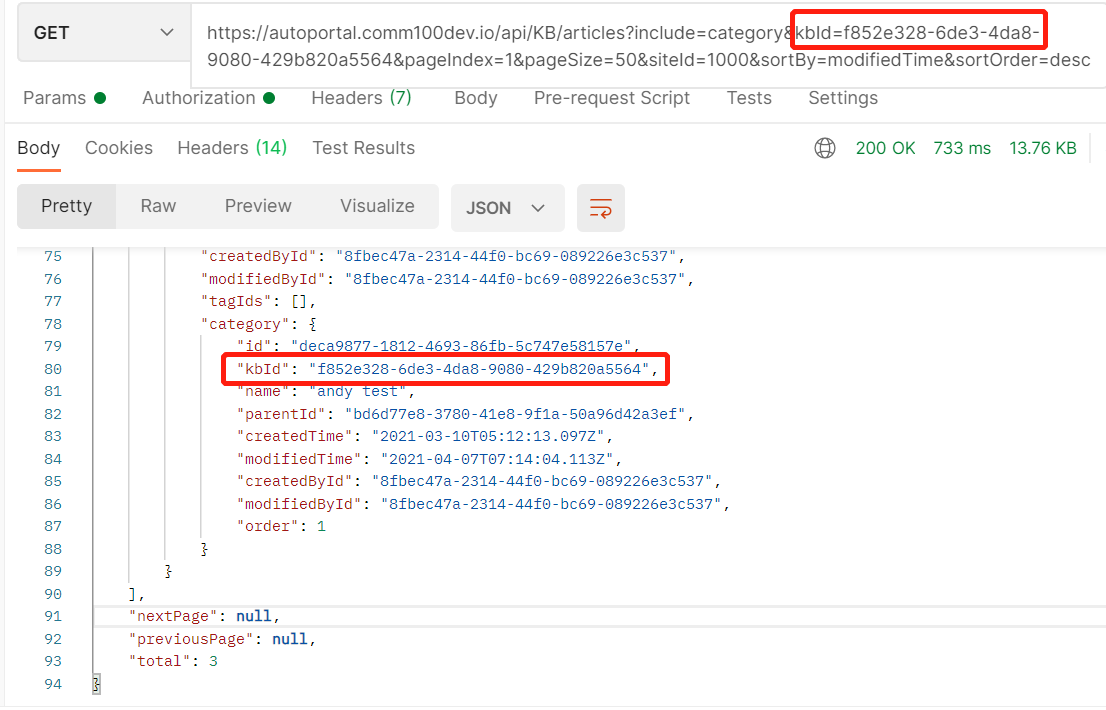 GET
https://autoportal.comm100dev.io/api/KB/articles?include=category&kbId=f852e328-6de3-4da8-
9080-429b820a5564&pageIndex=1&pageSize=50&siteId=1000&sortBy=modifiedTime&sortOrder=desc
Params Authorization Headers (7) Body Pre-request Script Tests Settings
Body Cookies Headers (14) Test Results 200 OK 733 ms 13.76 KB
Pretty Raw Preview Visualize JSON
75 "createdById": "8fbec47a-2314-44f0-bc69-089226e3c537",
76 "modifiedById": "8fbec47a-2314-44f0-bc69-089226e3c537",
77 "tagIds": [],
78 "category": {
79 "id": "deca9877-1812-4693-86fb-5c747e58157e",
80 "kbId": "f852e328-6de3-4da8-9080-429b820a5564",
81 "name": "andy test",
82 "parentId": "bd6d77e8-3780-41e8-9f1a-50a96d42a3ef",
83 "createdTime": "2021-03-10T05:12:13.097Z",
84 "modifiedTime": "2021-04-07T07:14:04.113Z",
85 "createdById": "8fbec47a-2314-44f0-bc69-089226e3c537",
86 "modifiedById": "8fbec47a-2314-44f0-bc69-089226e3c537",
87 "order": 1
88 }
89 }
90 ],
91 "nextPage": null,
92 "previousPage": null,
93 "total": 3
94 }